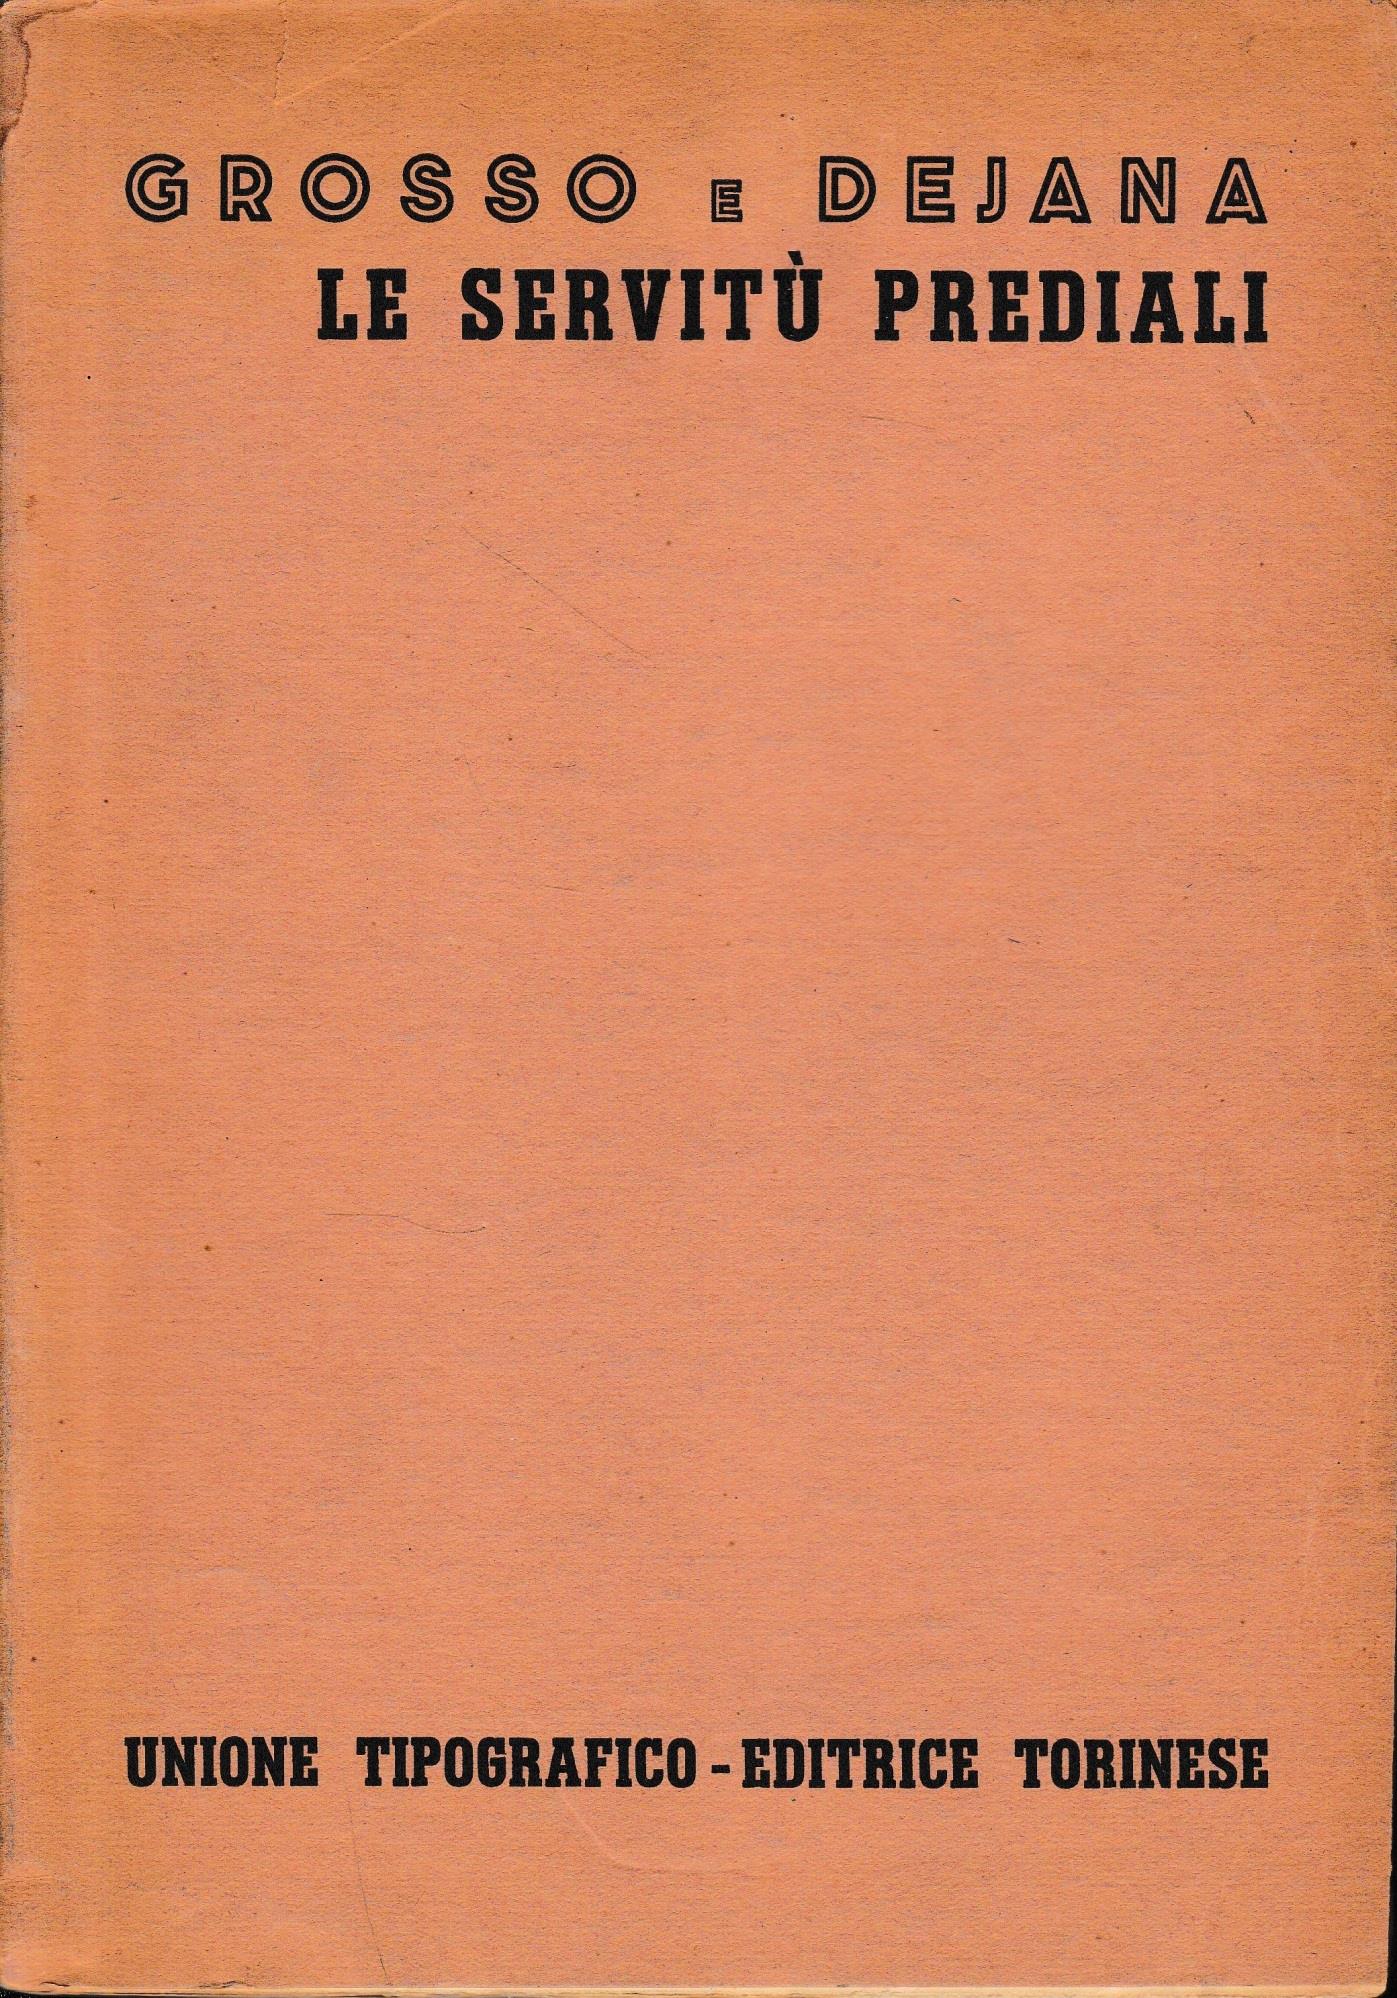 GROSSO E DEJANA
LE SERVITÙ PREDIALI
UNIONE TIPOGRAFICO-EDITRICE TORINESE